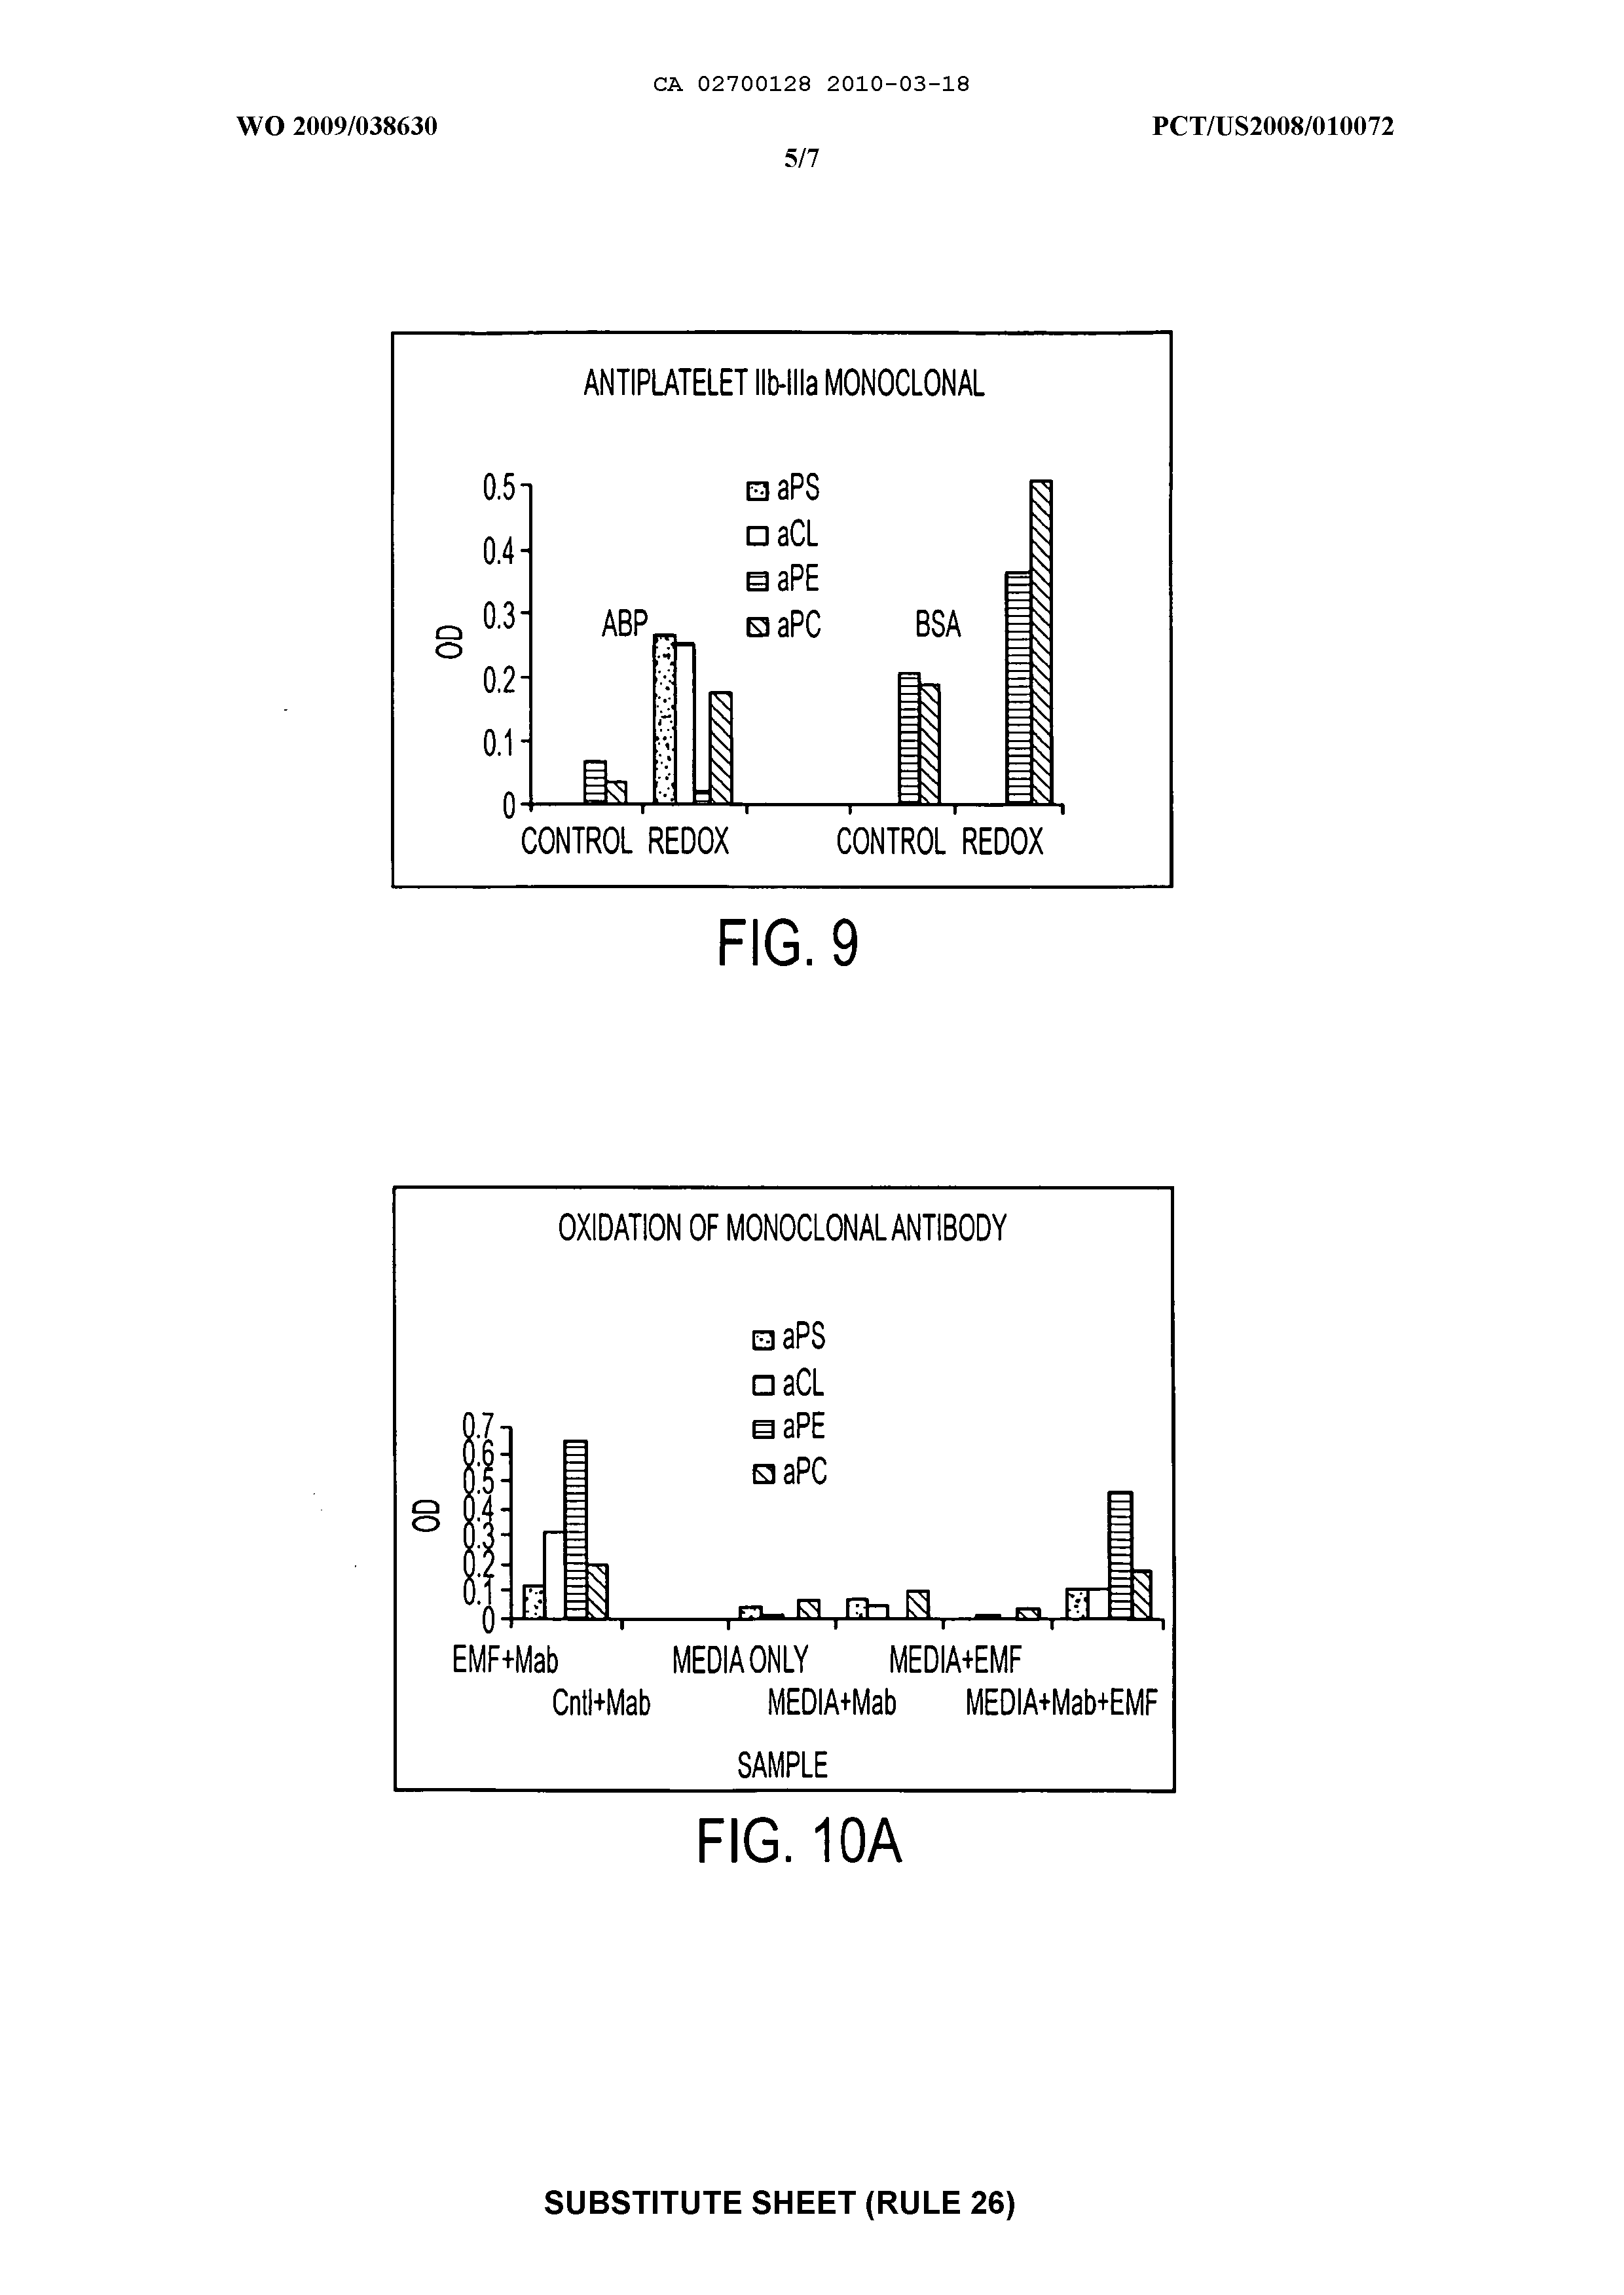 CA 02700128 2010-03-18
WO 2009/038630
PCT/US2008/010072
5/7
ANTIPLATELET IIb-IIIa MONOCLONAL
OD
0.5
0.4
0.3
0.2
0.1
0
ABP
aPS
aCL
aPE
aPC
BSA
CONTROL REDOX
CONTROL REDOX
FIG. 9
OXIDATION OF MONOCLONAL ANTIBODY
aPS
aCL
aPE
aPC
OD
0.7
0.6
0.5
0.4
0.3
0.2
0.1
0
EMF+Mab
MEDIA ONLY
MEDIA+EMF
Cntl+Mab
MEDIA+Mab
MEDIA+Mab+EMF
SAMPLE
FIG. 10A
SUBSTITUTE SHEET (RULE 26)